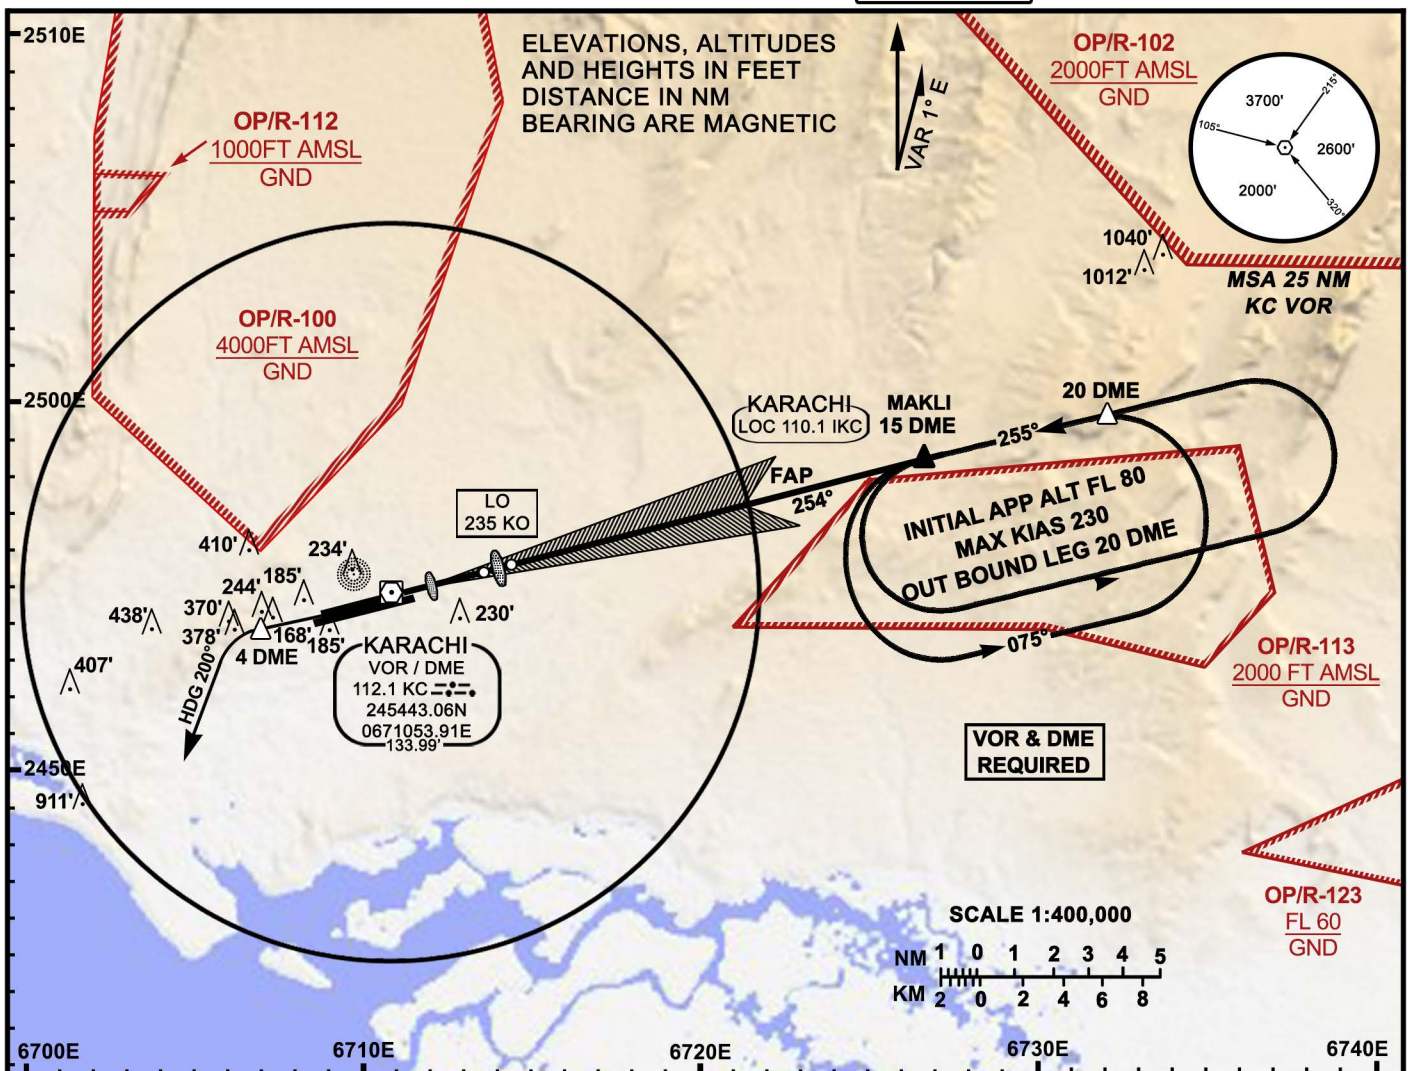 2510E
ELEVATIONS, ALTITUDES
AND HEIGHTS IN FEET
DISTANCE IN NM
BEARING ARE MAGNETIC
VAR 1° E
OP/R-102
2000FT AMSL
GND
3700'
215°
105°
2600'
2000'
320°
MSA 25 NM
KC VOR
OP/R-112
1000FT AMSL
GND
1040'
1012'
OP/R-100
4000FT AMSL
GND
2500E
KARACHI
LOC 110.1 IKC
MAKLI
15 DME
20 DME
255°
FAP
254°
INITIAL APP ALT FL 80
MAX KIAS 230
OUT BOUND LEG 20 DME
075°
LO
235 KO
410'
234'
244'
185'
370'
438'
378'
168'
185'
230'
4 DME
407'
HDG 200°
KARACHI
VOR / DME
112.1 KC
245443.06N
0671053.91E
133.99'
OP/R-113
2000 FT AMSL
GND
VOR & DME
REQUIRED
2450E
911'
OP/R-123
FL 60
GND
SCALE 1:400,000
NM 1 0 1 2 3 4 5
KM 2 0 2 4 6 8
6700E 6710E 6720E 6730E 6740E